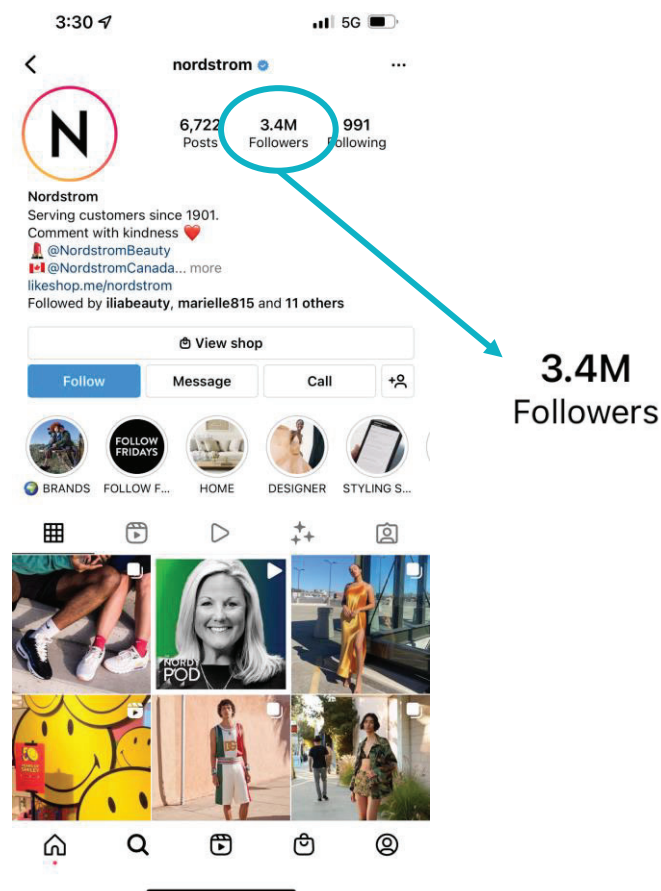 3:30
5G
nordstrom
N
6,722 3.4M 991
Posts Followers Following
Nordstrom
Serving customers since 1901.
Comment with kindness ❤️
💄 @NordstromBeauty
🇨🇦 @NordstromCanada... more
likeshop.me/nordstrom
Followed by iliabeauty, marielle815 and 11 others
View shop
Follow Message Call
3.4M
Followers
FOLLOW
FRIDAYS
🌍 BRANDS FOLLOW F... HOME DESIGNER STYLING S...
NORDY
POD